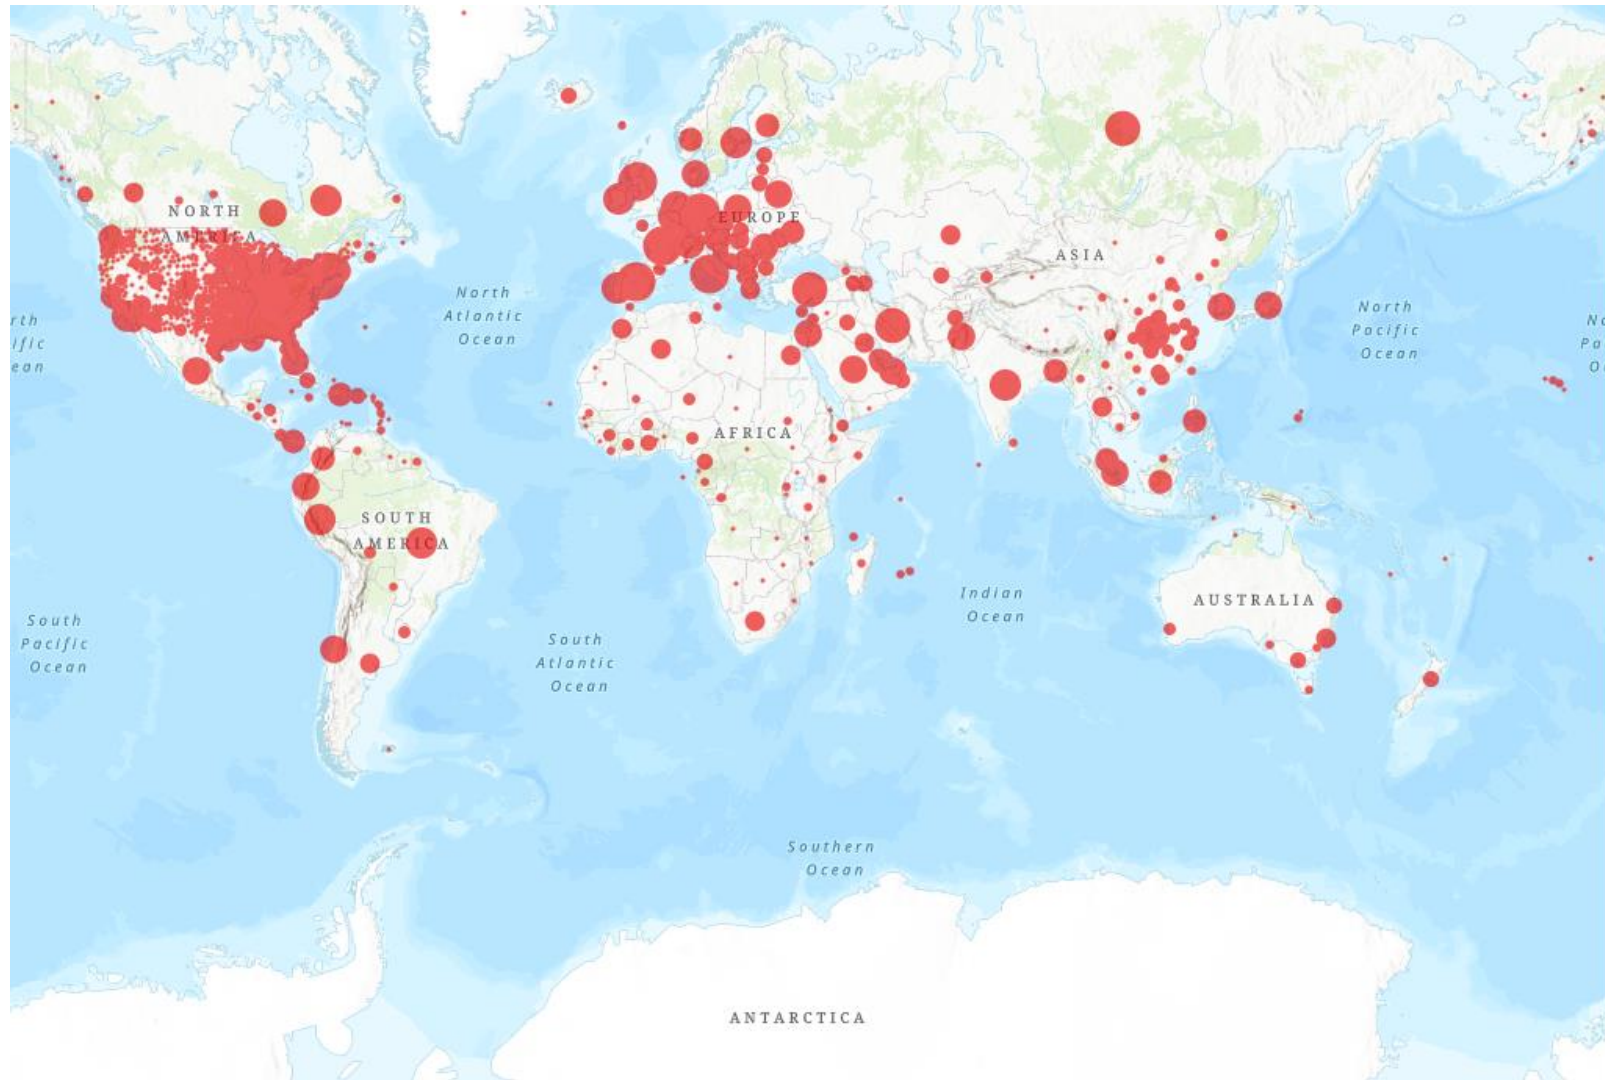 NORTH
AMERICA
EUROPE
ASIA
North
Atlantic
Ocean
North
Pacific
Ocean
AFRICA
SOUTH
AMERICA
Indian
Ocean
AUSTRALIA
South
Pacific
Ocean
South
Atlantic
Ocean
Southern
Ocean
ANTARCTICA